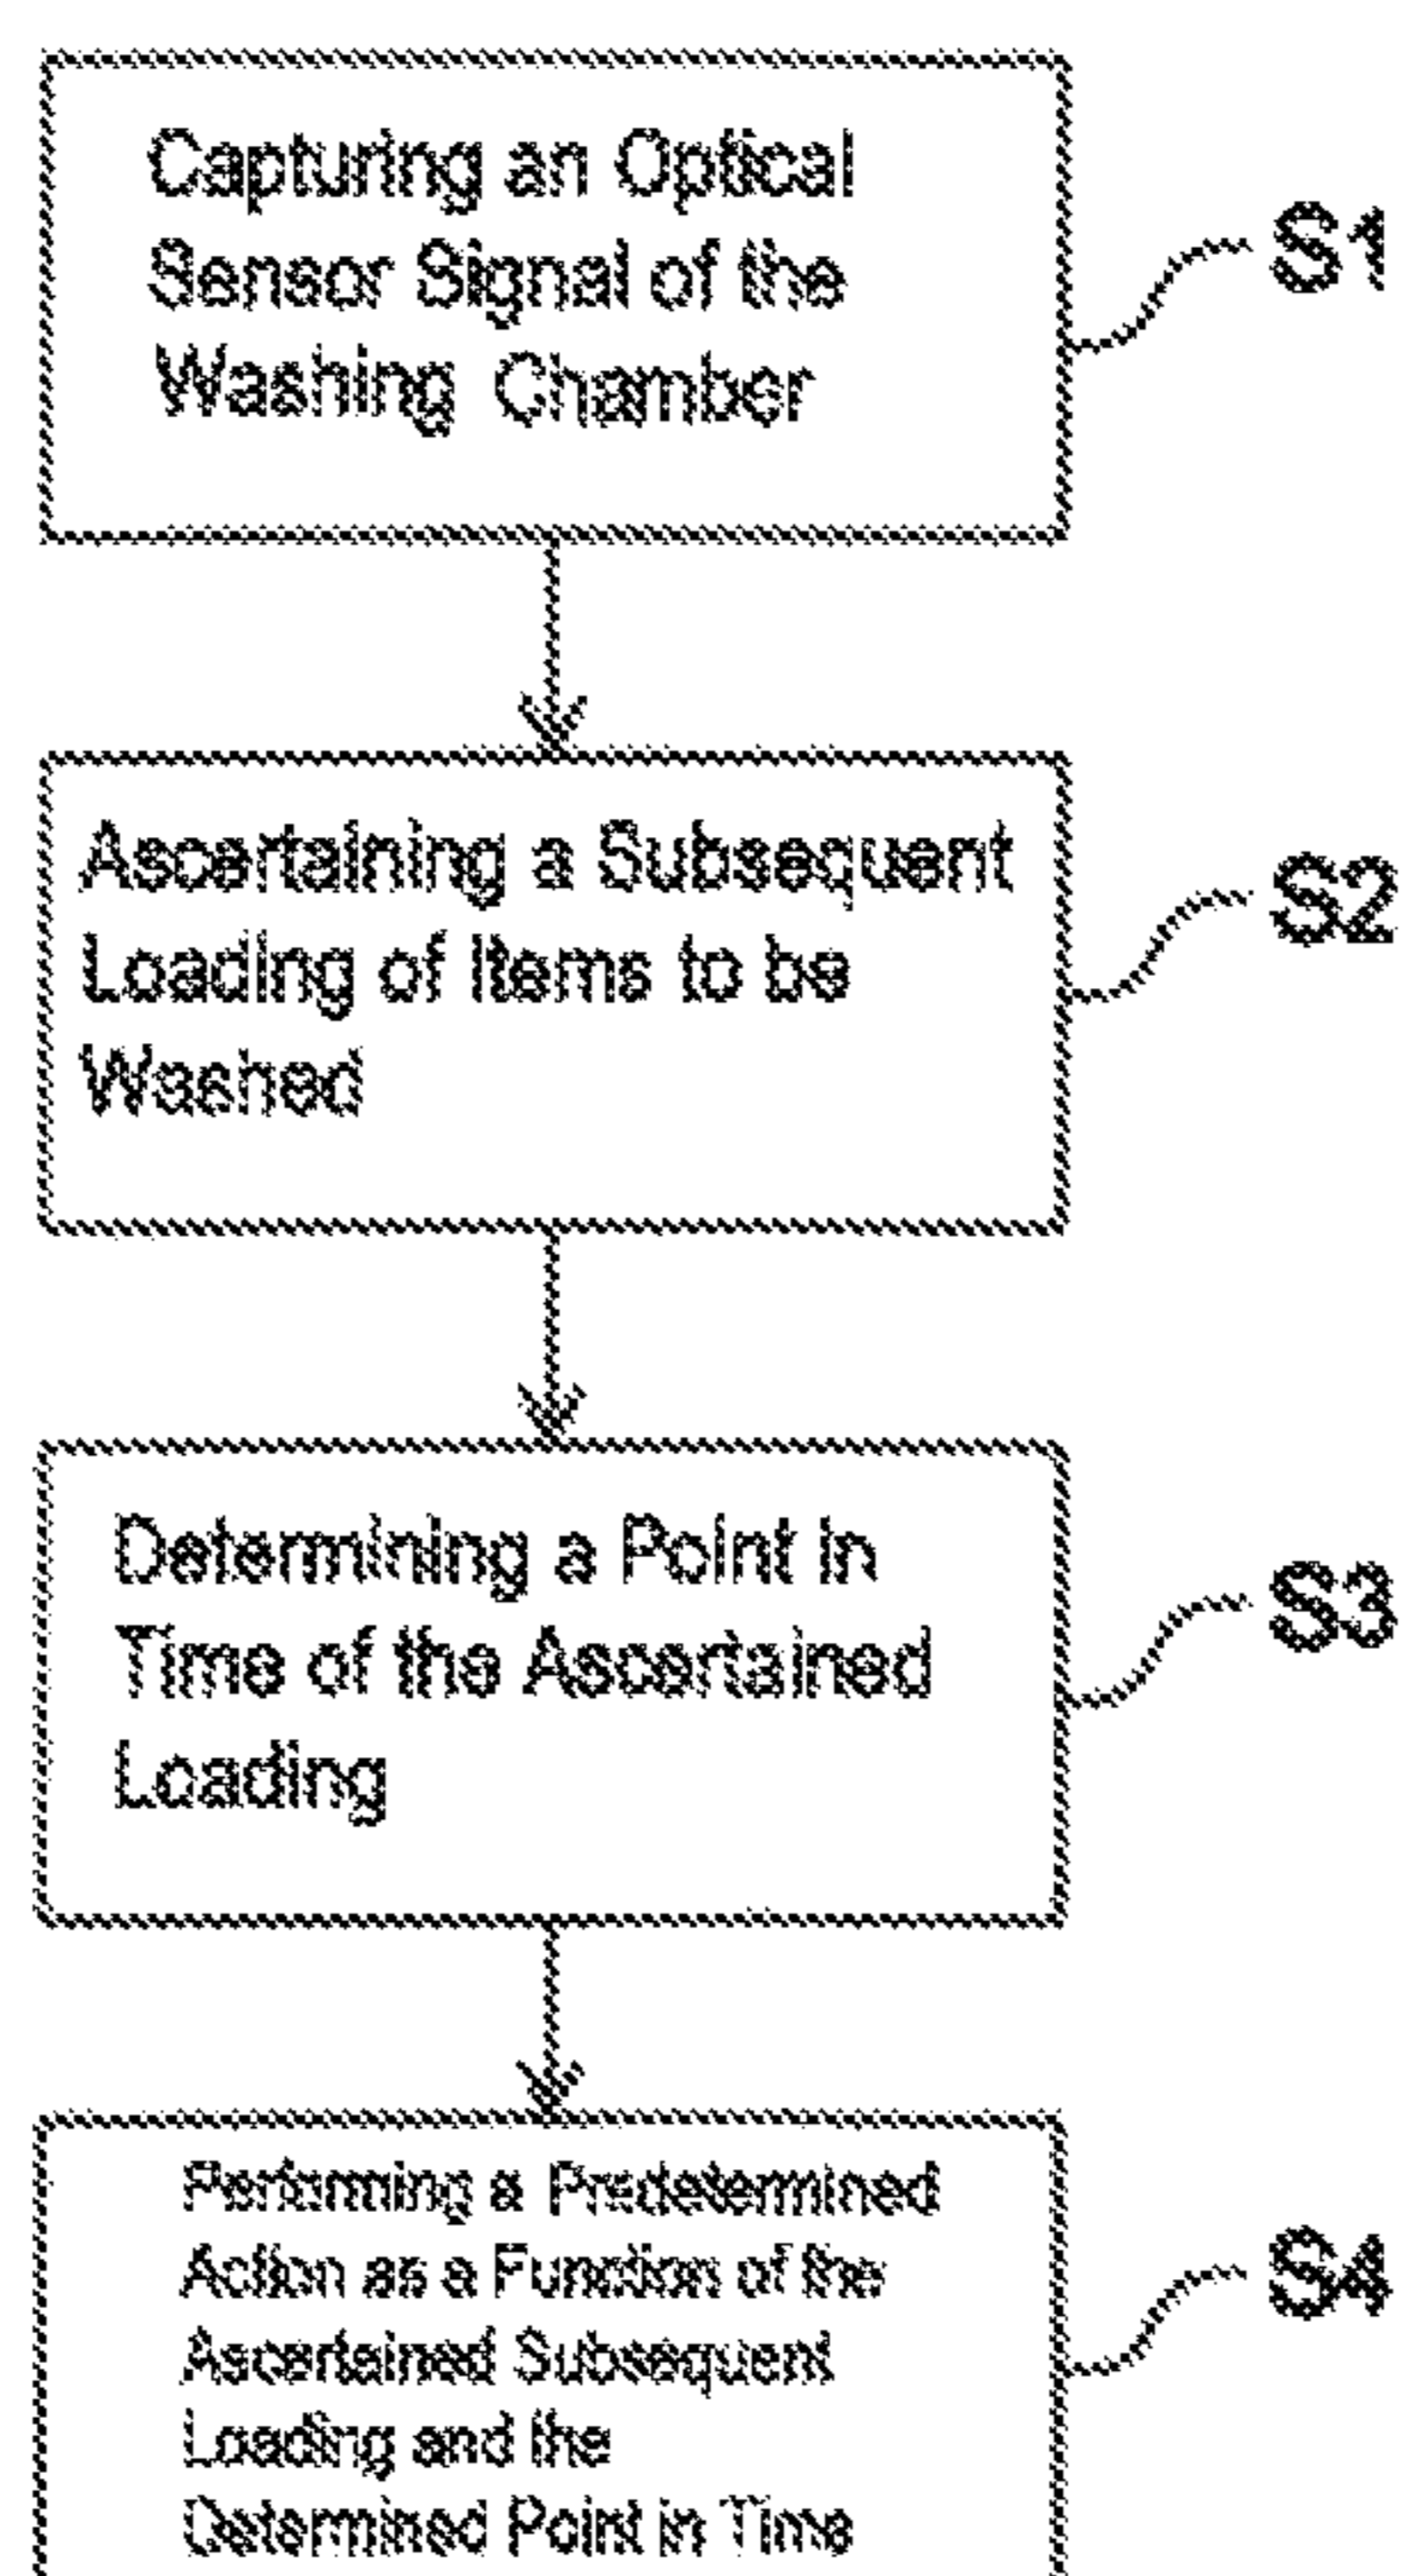 Capturing an Optical
Sensor Signal of the
Washing Chamber
S1
Ascertaining a Subsequent
Loading of Items to be
Washed
S2
Determining a Point in
Time of the Ascertained
Loading
S3
Performing a Predetermined
Action as a Function of the
Ascertained Subsequent
Loading and the
Determined Point in Time
S4